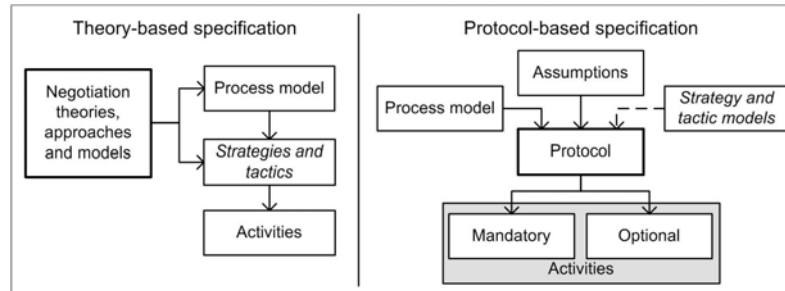 Theory-based specification
Negotiation
theories,
approaches
and models
Process model
Strategies and
tactics
Activities
Protocol-based specification
Assumptions
Process model
Strategy and
tactic models
Protocol
Mandatory
Optional
Activities